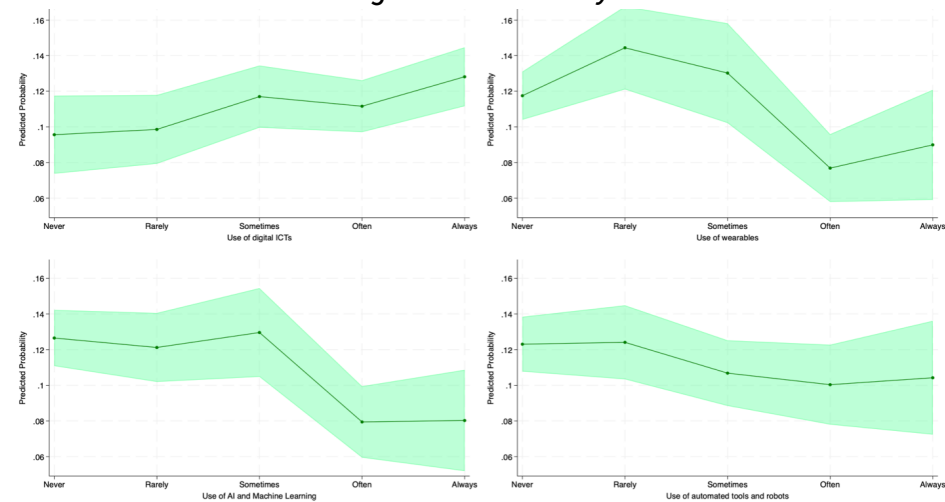 .16
.14
.12
.1
.08
.06
Predicted Probability
Never Rarely Sometimes Often Always
Use of digital ICTs
.16
.14
.12
.1
.08
.06
Predicted Probability
Never Rarely Sometimes Often Always
Use of wearables
.16
.14
.12
.1
.08
.06
Predicted Probability
Never Rarely Sometimes Often Always
Use of AI and Machine Learning
.16
.14
.12
.1
.08
.06
Predicted Probability
Never Rarely Sometimes Often Always
Use of automated tools and robots